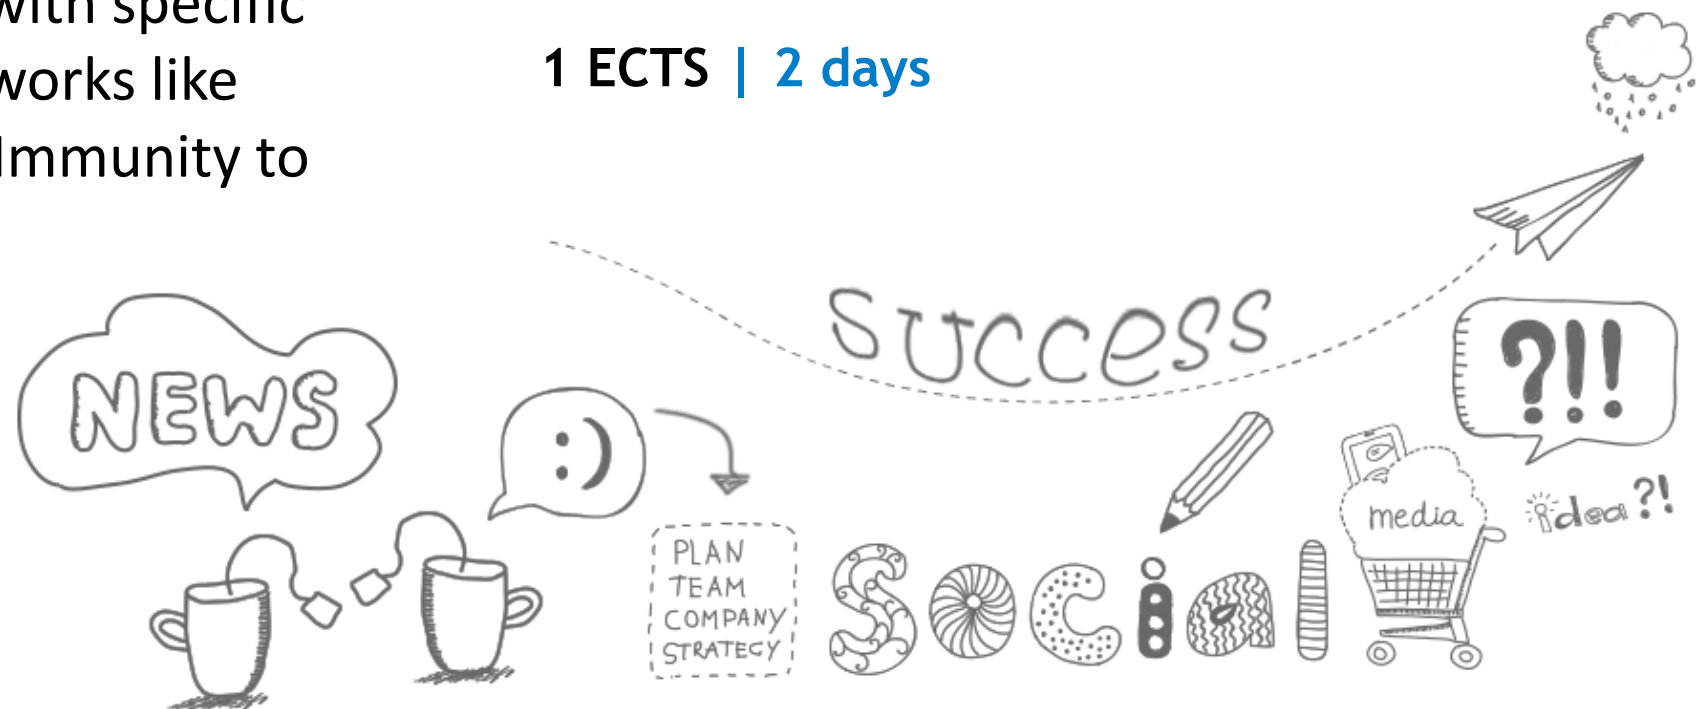 with specific
works like
Immunity to
1 ECTS | 2 days
success
NEWS
:)
?!!
media
idea?!
PLAN
TEAM
COMPANY
STRATEGY
Social